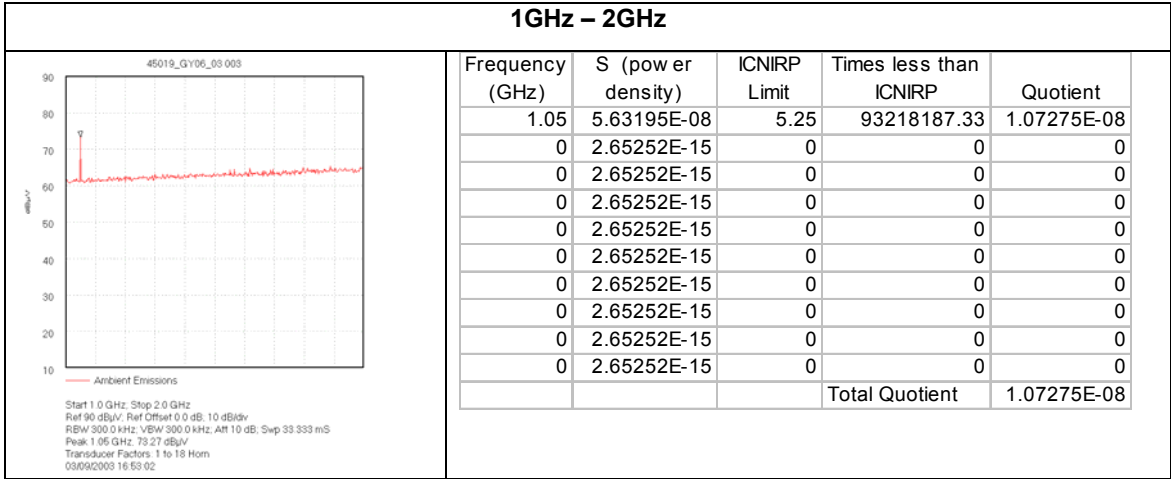 1GHz – 2GHz
45019_GY06_03 003
90
80
70
60
50
40
30
20
10
dBµV
Ambient Emissions
Start 1.0 GHz, Stop 2.0 GHz
Ref 90 dBµV, Ref Offset 0.0 dB, 10 dB/div
RBW 300.0 kHz, VBW 300.0 kHz, Att 10 dB, Swp 33.333 mS
Peak 1.05 GHz, 73.27 dBµV
Transducer Factors: 1 to 18 Horn
03/09/2003 16:53:02
Frequency (GHz) S (pow er density) ICNIRP Limit Times less than ICNIRP Quotient
1.05 5.63195E-08 5.25 93218187.33 1.07275E-08
0 2.65252E-15 0 0 0
0 2.65252E-15 0 0 0
0 2.65252E-15 0 0 0
0 2.65252E-15 0 0 0
0 2.65252E-15 0 0 0
0 2.65252E-15 0 0 0
0 2.65252E-15 0 0 0
0 2.65252E-15 0 0 0
0 2.65252E-15 0 0 0
Total Quotient 1.07275E-08